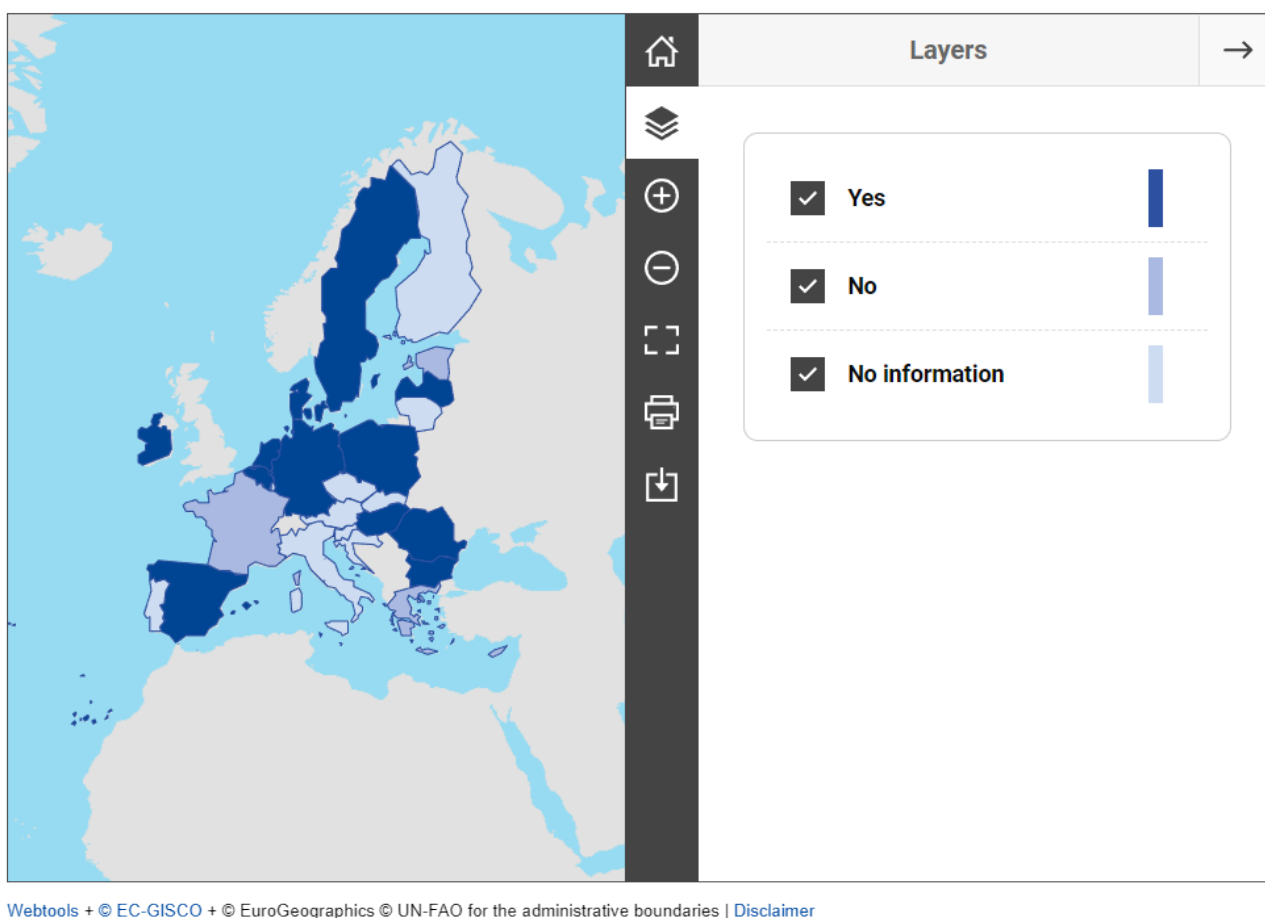 Layers
Yes
No
No information
Webtools + © EC-GISCO + © EuroGeographics © UN-FAO for the administrative boundaries | Disclaimer